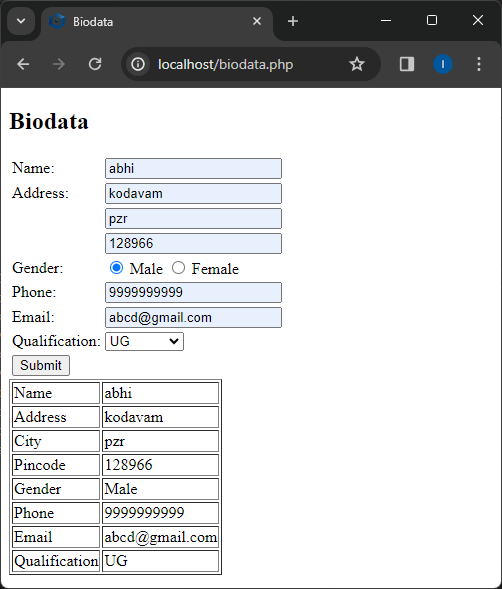 Biodata
localhost/biodata.php
I
Biodata
Name: abhi
Address: kodavam
pzr
128966
Gender: Male Female
Phone: 9999999999
Email: abcd@gmail.com
Qualification: UG
Submit
Name abhi
Address kodavam
City pzr
Pincode 128966
Gender Male
Phone 9999999999
Email abcd@gmail.com
Qualification UG